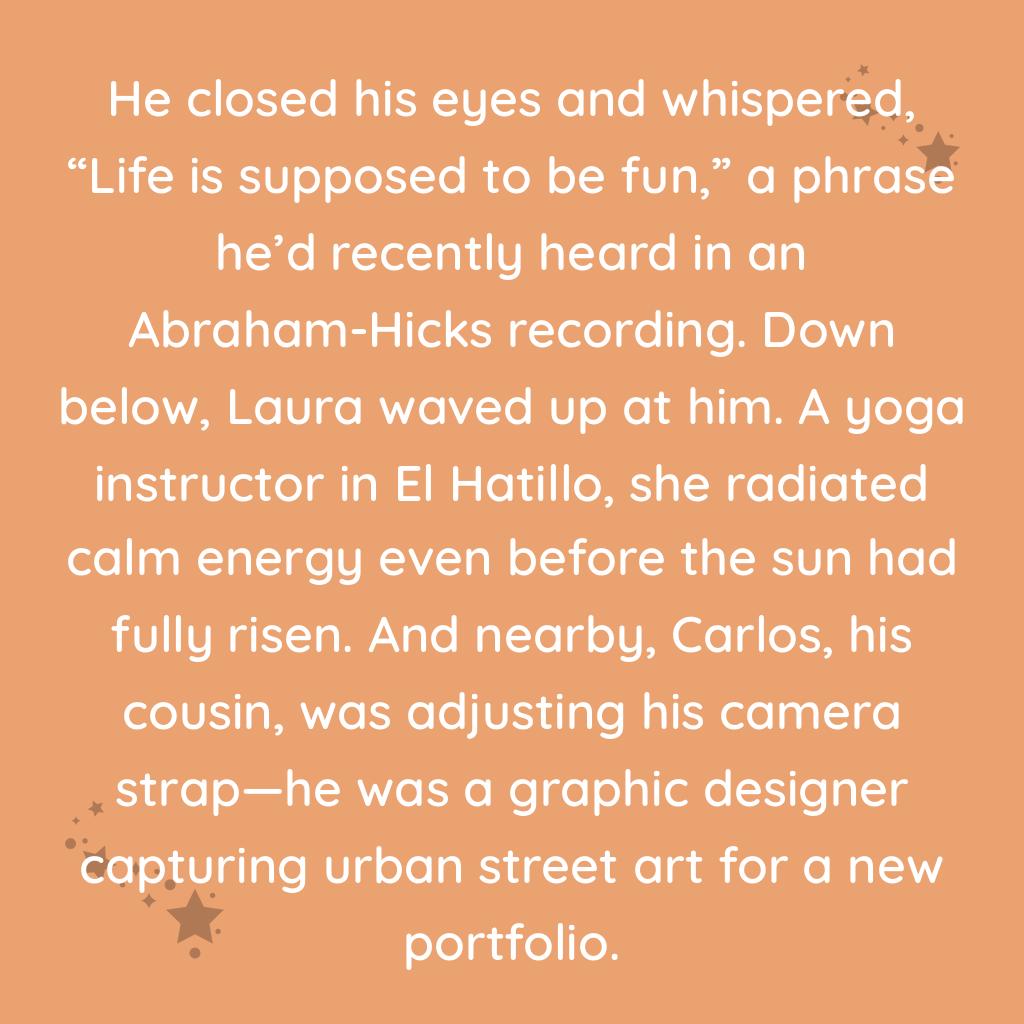 He closed his eyes and whispered,
“Life is supposed to be fun,” a phrase
he’d recently heard in an
Abraham-Hicks recording. Down
below, Laura waved up at him. A yoga
instructor in El Hatillo, she radiated
calm energy even before the sun had
fully risen. And nearby, Carlos, his
cousin, was adjusting his camera
strap—he was a graphic designer
capturing urban street art for a new
portfolio.